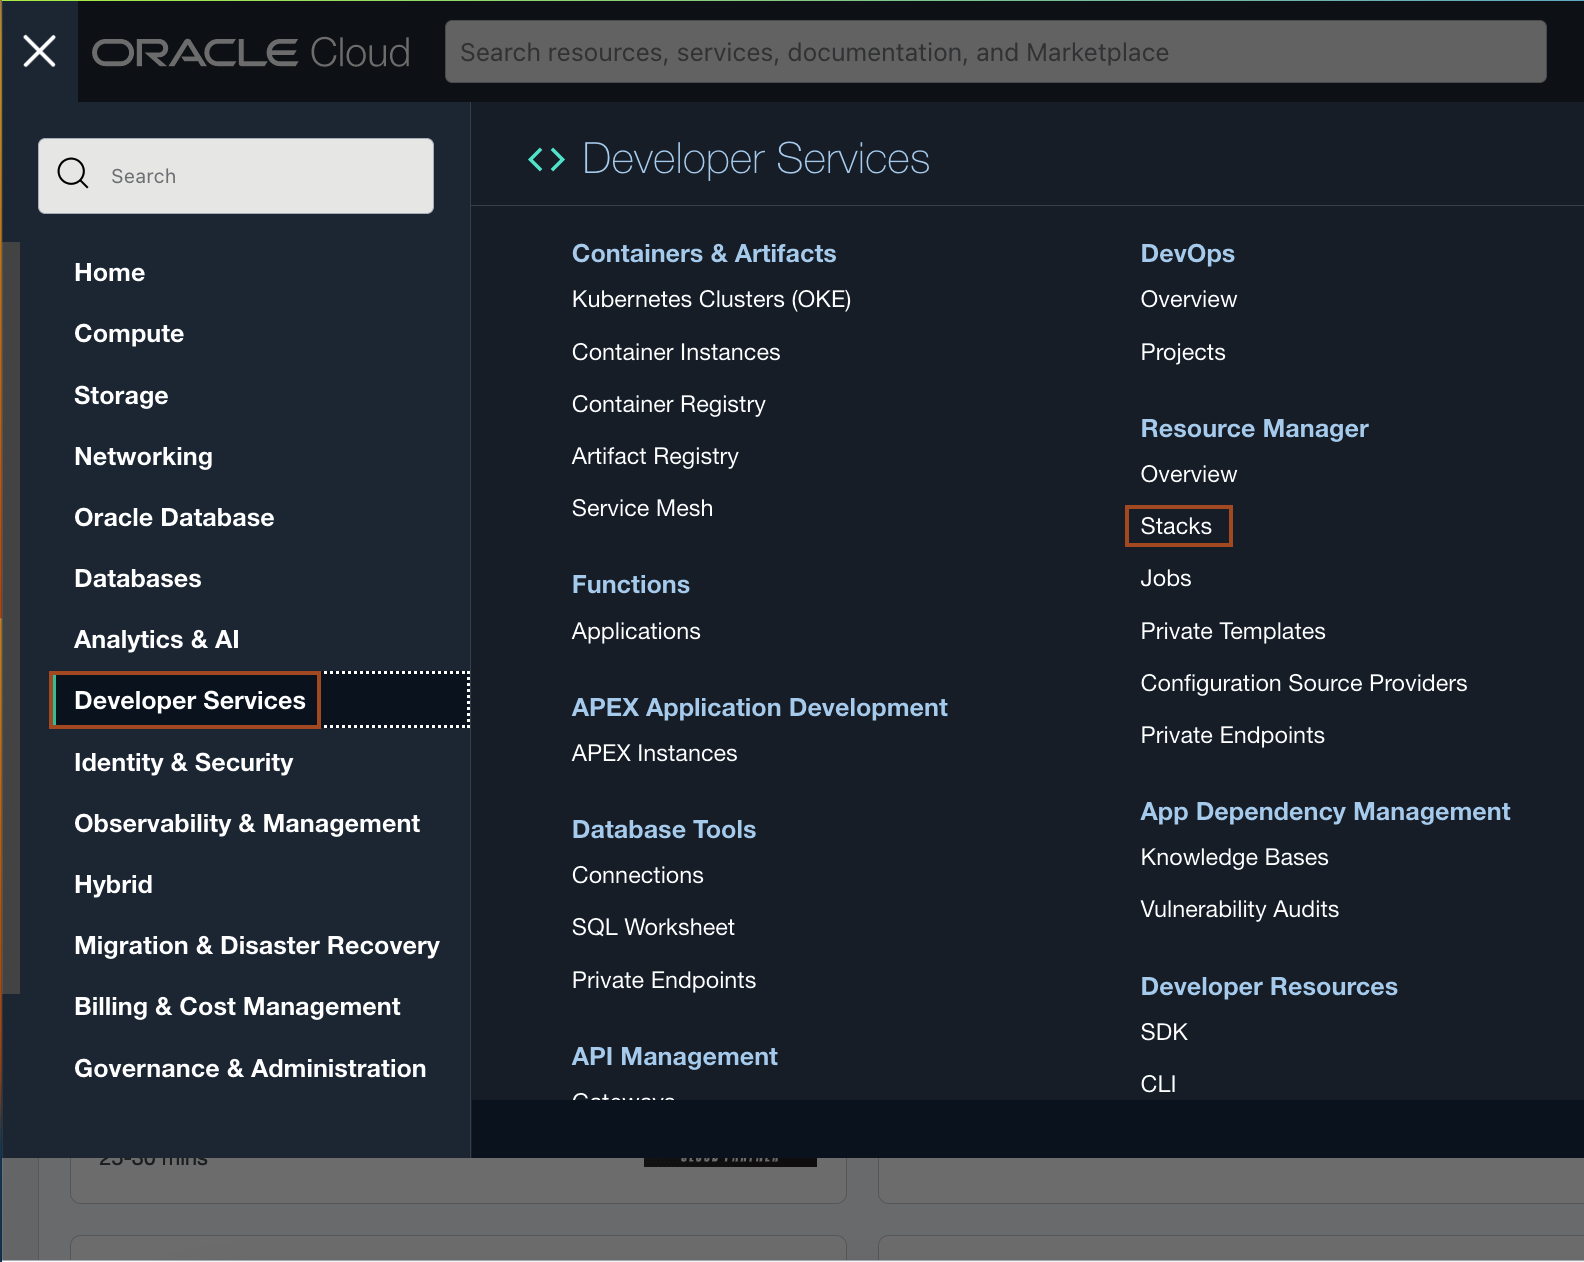 ORACLE Cloud
Search resources, services, documentation, and Marketplace
Search
Home
Compute
Storage
Networking
Oracle Database
Databases
Analytics & AI
Developer Services
Identity & Security
Observability & Management
Hybrid
Migration & Disaster Recovery
Billing & Cost Management
Governance & Administration
Developer Services
Containers & Artifacts
Kubernetes Clusters (OKE)
Container Instances
Container Registry
Artifact Registry
Service Mesh
Functions
Applications
APEX Application Development
APEX Instances
Database Tools
Connections
SQL Worksheet
Private Endpoints
API Management
Gateways
DevOps
Overview
Projects
Resource Manager
Overview
Stacks
Jobs
Private Templates
Configuration Source Providers
Private Endpoints
App Dependency Management
Knowledge Bases
Vulnerability Audits
Developer Resources
SDK
CLI
25-30 mins